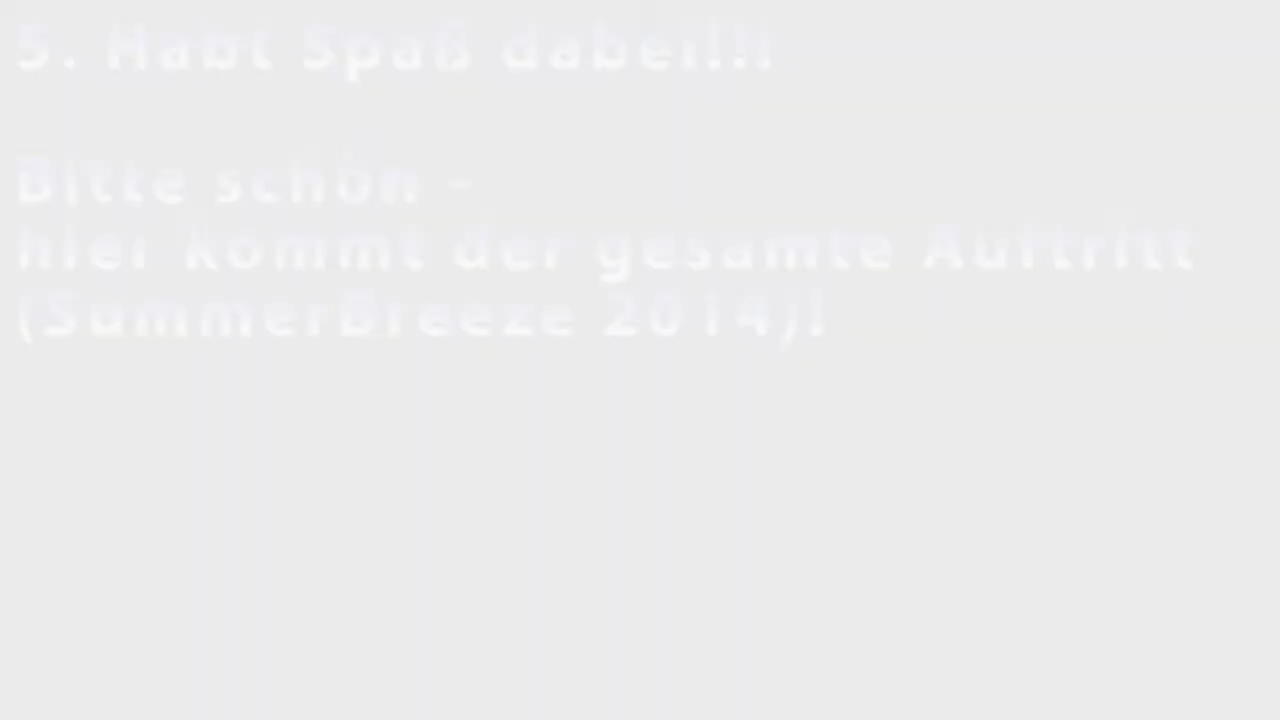 5. Habt Spaß dabei!!!
Bitte schön -
hier kommt der gesamte Auftritt
(SummerBreeze 2014)!